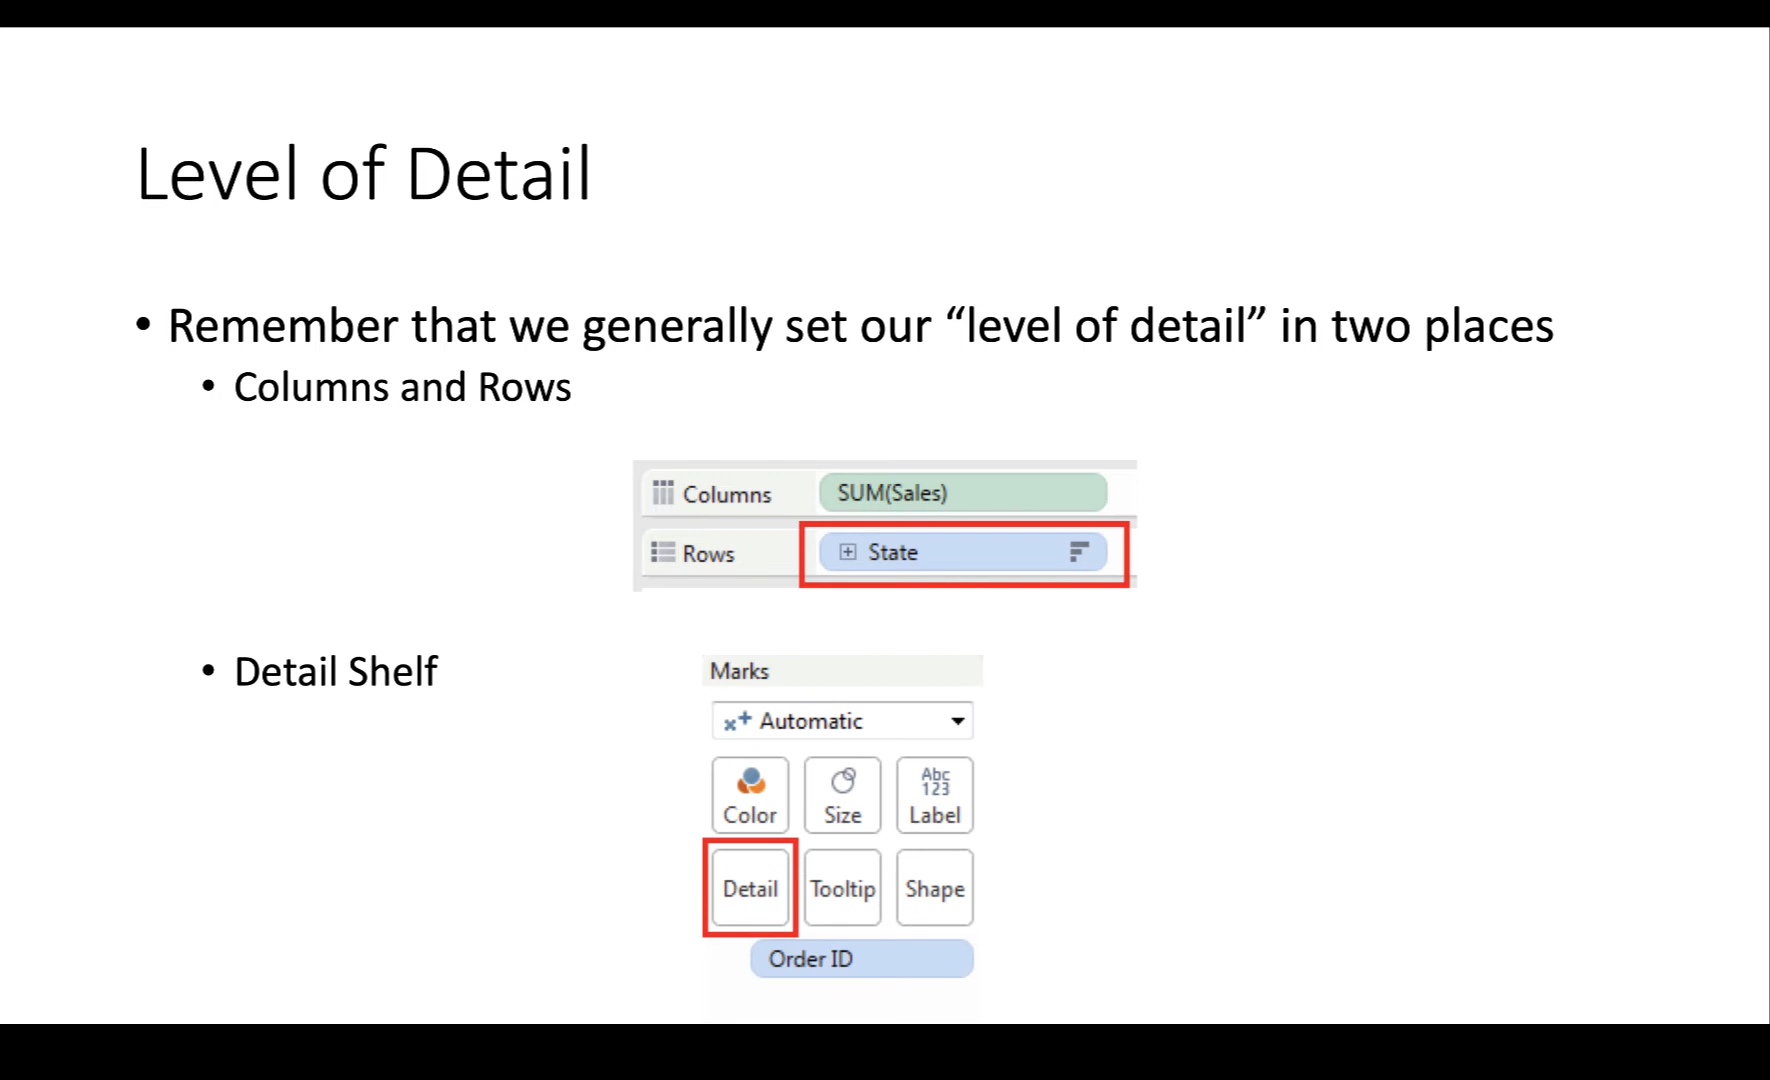 Level of Detail
• Remember that we generally set our “level of detail” in two places
• Columns and Rows
Columns SUM(Sales)
Rows State
• Detail Shelf
Marks
Automatic
Color Size Abc 123 Label
Detail Tooltip Shape
Order ID